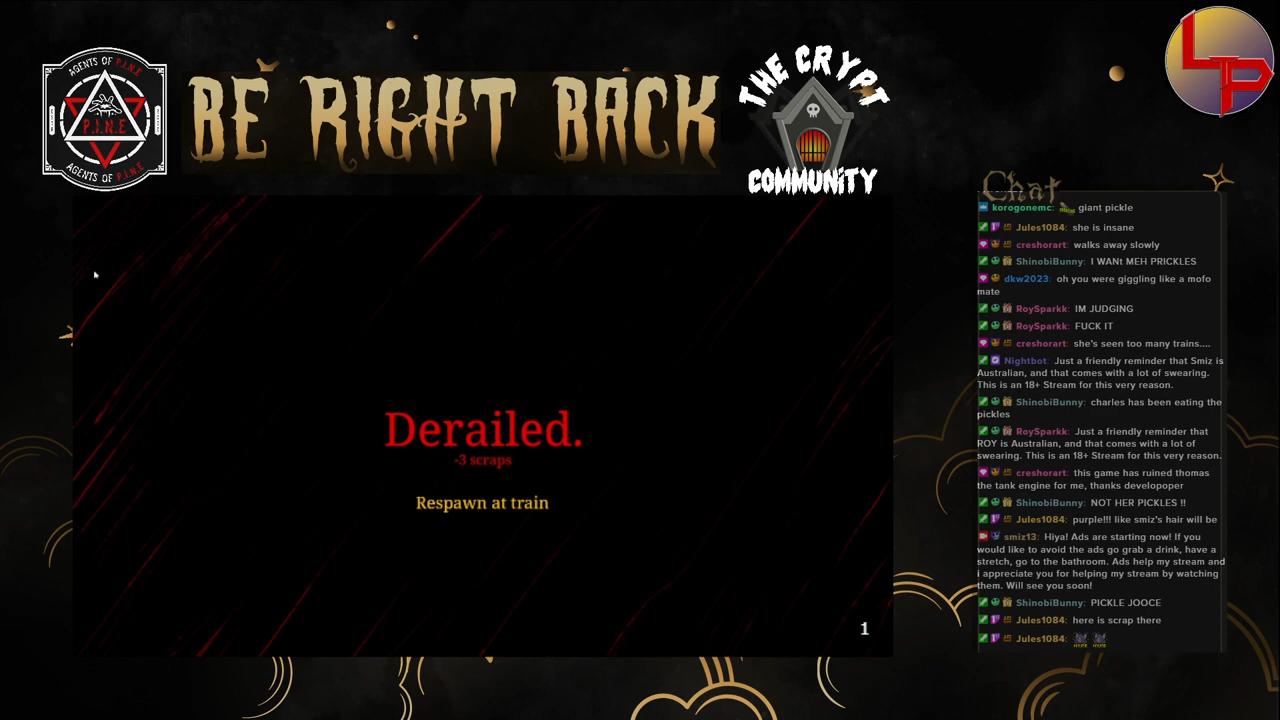 AGENTS OF P.I.N.E
P.I.N.E
AGENTS OF P.I.N.E
BE RIGHT BACK
THE CRYPT
COMMUNITY
LTP
Chat
korogonemc: giant pickle
Jules1084: she is insane
creshorart: walks away slowly
ShinobiBunny: I WANt MEH PRICKLES
dkw2023: oh you were giggling like a mofo
mate
RoySparkk: IM JUDGING
RoySparkk: FUCK IT
creshorart: she's seen too many trains....
Nightbot: Just a friendly reminder that Smiz is
Australian, and that comes with a lot of swearing.
This is an 18+ Stream for this very reason.
ShinobiBunny: charles has been eating the
pickles
RoySparkk: Just a friendly reminder that
ROY is Australian, and that comes with a lot of
swearing. This is an 18+ Stream for this very reason.
creshorart: this game has ruined thomas
the tank engine for me, thanks developoper
ShinobiBunny: NOT HER PICKLES !!
Jules1084: purple!!! like smiz's hair will be
smiz13: Hiya! Ads are starting now! If you
would like to avoid the ads go grab a drink, have a
stretch, go to the bathroom. Ads help my stream and
i appreciate you for helping my stream by watching
them. Will see you soon!
ShinobiBunny: PICKLE JOOCE
Jules1084: here is scrap there
Jules1084:
Derailed.
-3 scraps
Respawn at train
1